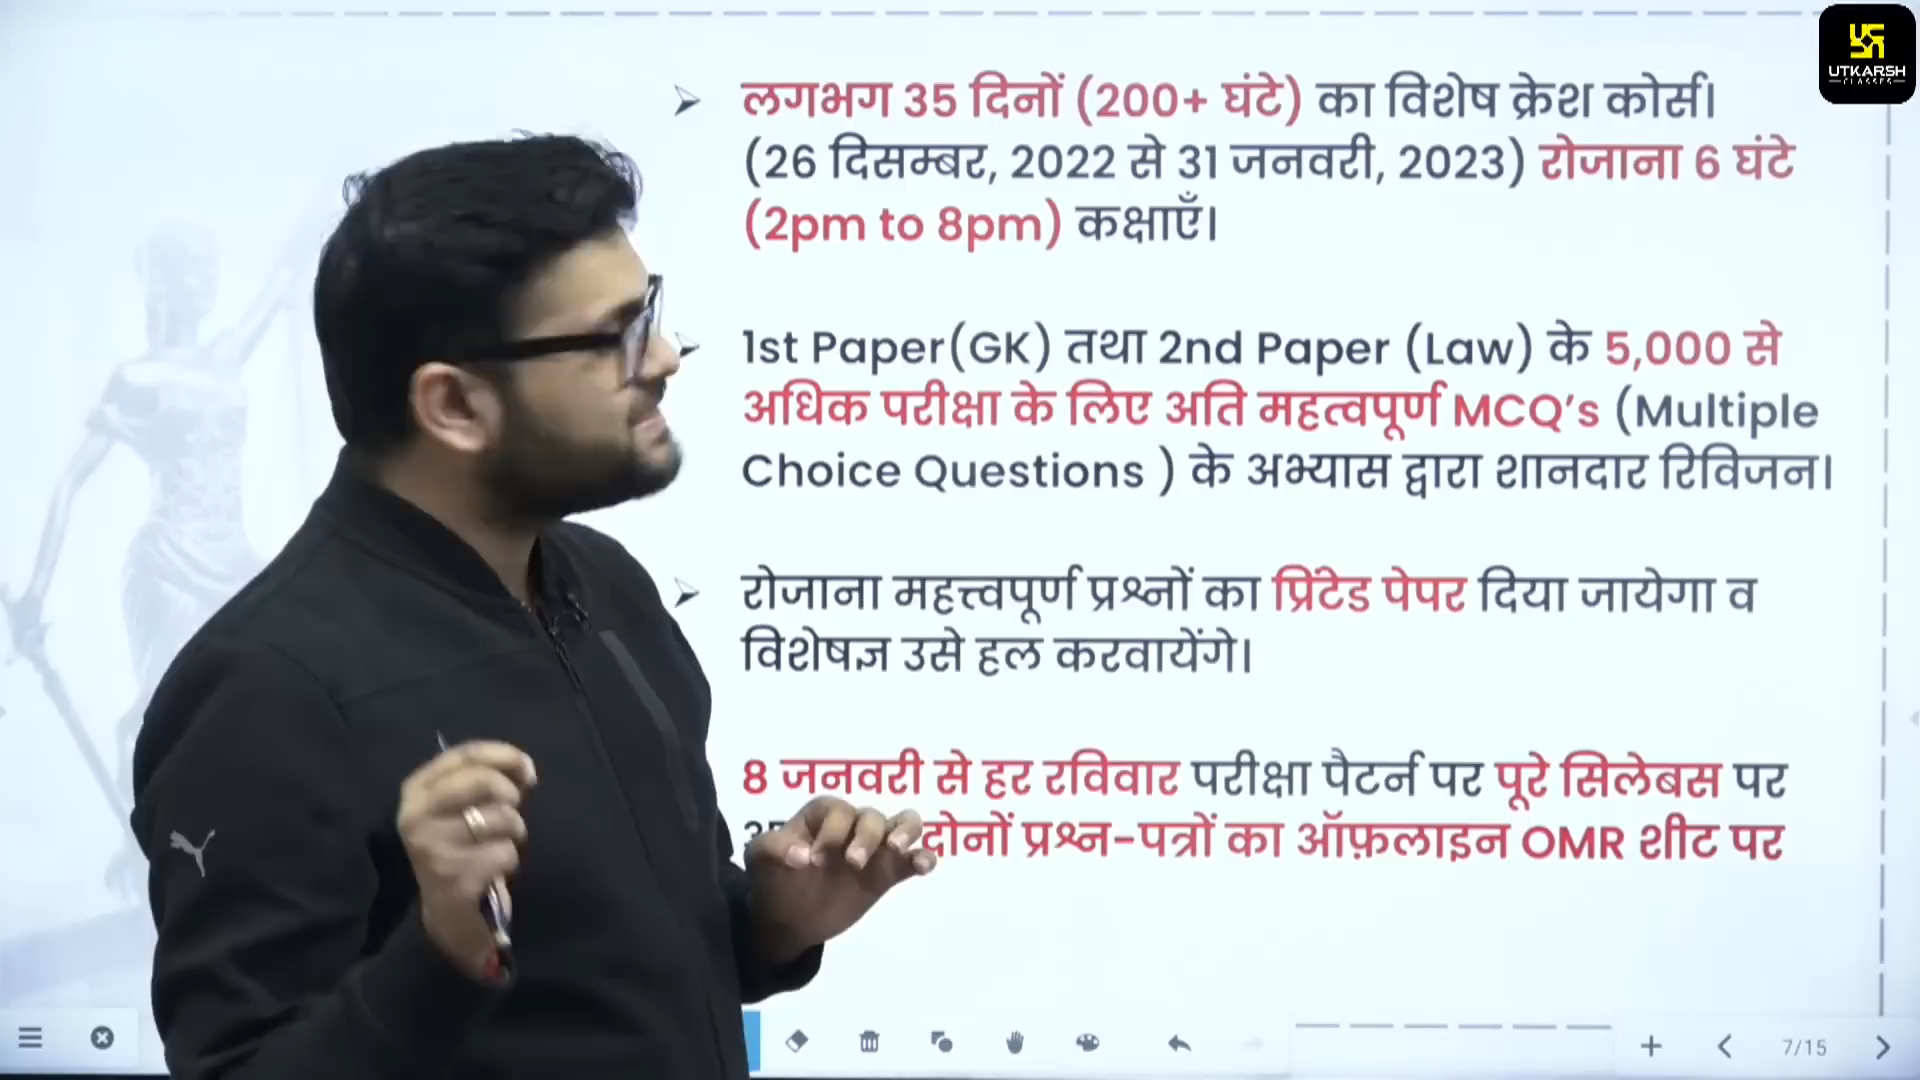 UTKARSH
CLASSES
लगभग 35 दिनों (200+ घंटे) का विशेष क्रेश कोर्स।
(26 दिसम्बर, 2022 से 31 जनवरी, 2023) रोजाना 6 घंटे
(2pm to 8pm) कक्षाएँ।
1st Paper(GK) तथा 2nd Paper (Law) के 5,000 से
अधिक परीक्षा के लिए अति महत्वपूर्ण MCQ’s (Multiple
Choice Questions ) के अभ्यास द्वारा शानदार रिविजन।
रोजाना महत्त्वपूर्ण प्रश्नों का प्रिंटेड पेपर दिया जायेगा व
विशेषज्ञ उसे हल करवायेंगे।
8 जनवरी से हर रविवार परीक्षा पैटर्न पर पूरे सिलेबस पर
दोनों प्रश्न-पत्रों का ऑफ़लाइन OMR शीट पर
7/15